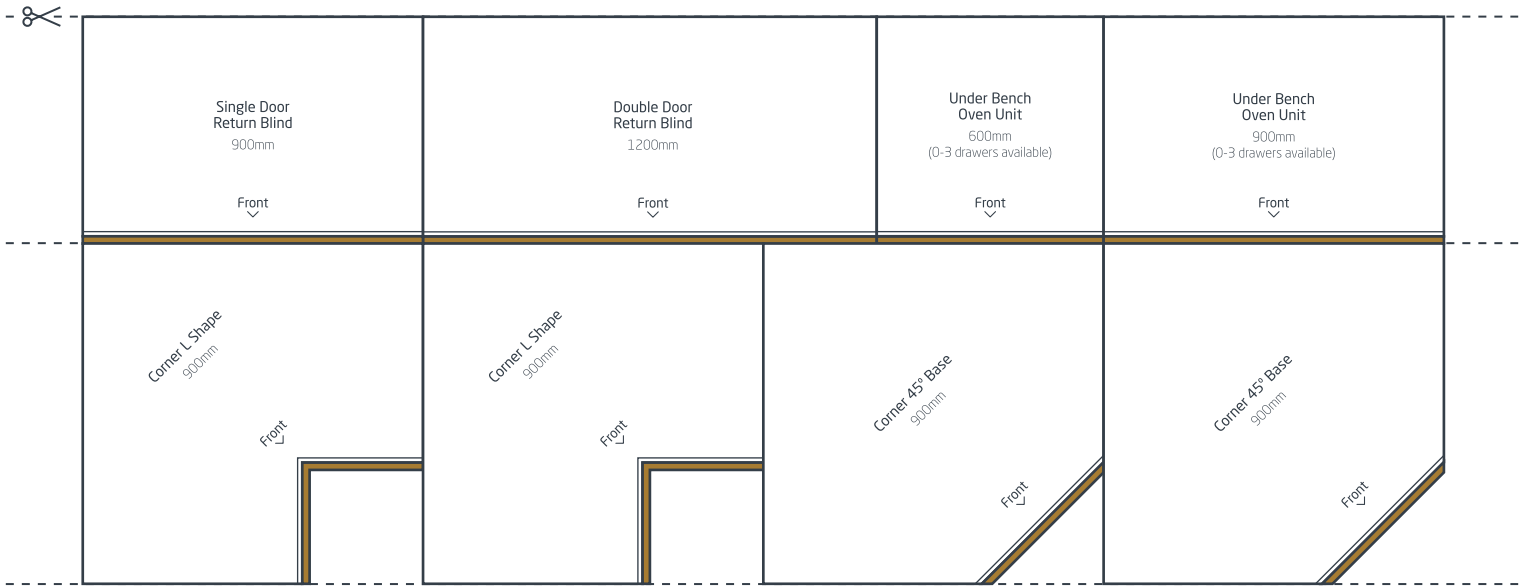 Single Door
Return Blind
900mm
Front
Double Door
Return Blind
1200mm
Front
Under Bench
Oven Unit
600mm
(0-3 drawers available)
Front
Under Bench
Oven Unit
900mm
(0-3 drawers available)
Front
Corner L Shape
900mm
Front
Corner L Shape
900mm
Front
Corner 45° Base
900mm
Front
Corner 45° Base
900mm
Front